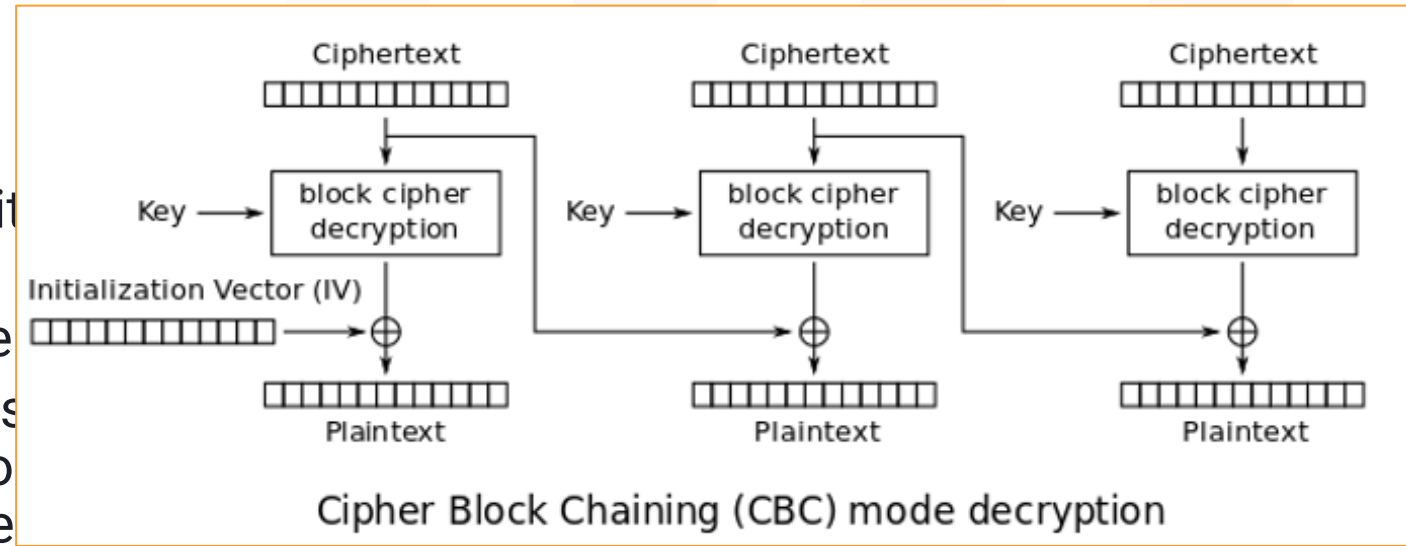 Ciphertext Ciphertext Ciphertext
Key block cipher decryption Key block cipher decryption Key block cipher decryption
Initialization Vector (IV)
Plaintext Plaintext Plaintext
Cipher Block Chaining (CBC) mode decryption